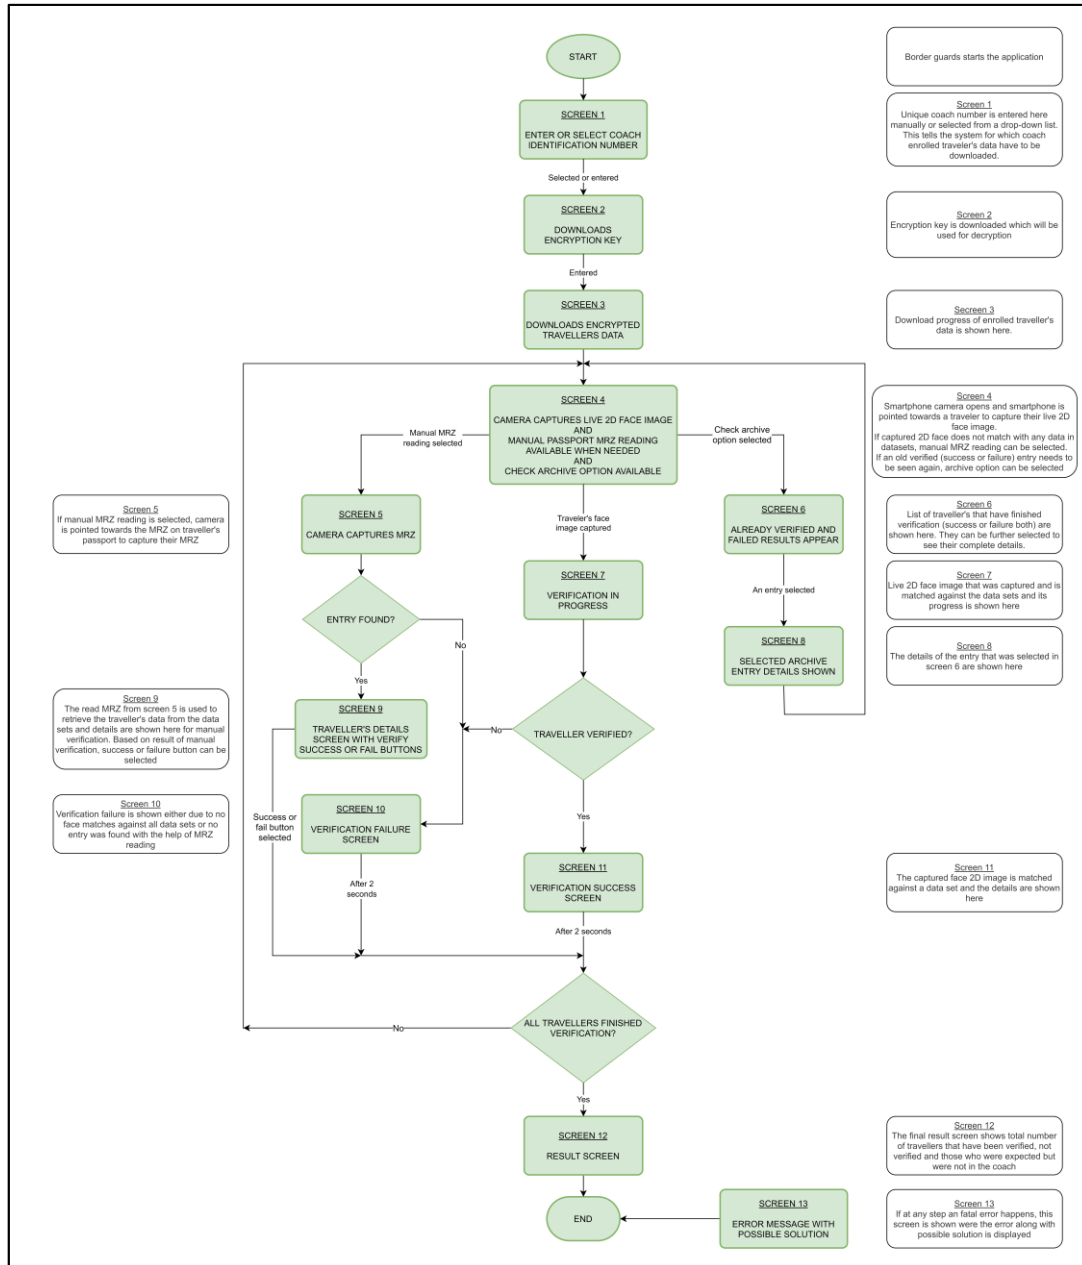 START
Border guards starts the application
SCREEN 1
ENTER OR SELECT COACH
IDENTIFICATION NUMBER
Screen 1
Unique coach number is entered here
manually or selected from a drop-down list.
This tells the system for which coach
enrolled traveler's data have to be
downloaded.
Selected or entered
SCREEN 2
DOWNLOADS
ENCRYPTION KEY
Screen 2
Encryption key is downloaded which will be
used for decryption
Entered
SCREEN 3
DOWNLOADS ENCRYPTED
TRAVELLERS DATA
Secreen 3
Download progress of enrolled traveller's
data is shown here.
SCREEN 4
CAMERA CAPTURES LIVE 2D FACE IMAGE
AND
MANUAL PASSPORT MRZ READING
AVAILABLE WHEN NEEDED
AND
CHECK ARCHIVE OPTION AVAILABLE
Screen 4
Smartphone camera opens and smartphone is
pointed towards a traveler to capture their live 2D
face image.
If captured 2D face does not match with any data in
datasets, manual MRZ reading can be selected.
If an old verified (success or failure) entry needs to
be seen again, archive option can be selected
Manual MRZ
reading selected
Check archive
option selected
Screen 5
If manual MRZ reading is selected, camera
is pointed towards the MRZ on traveller's
passport to capture their MRZ
SCREEN 5
CAMERA CAPTURES MRZ
Traveler's face
image captured
SCREEN 6
ALREADY VERIFIED AND
FAILED RESULTS APPEAR
Screen 6
List of traveller's that have finished
verification (success or failure both) are
shown here. They can be further selected to
see their complete details.
SCREEN 7
VERIFICATION IN
PROGRESS
An entry selected
Screen 7
Live 2D face image that was captured and is
matched against the data sets and its
progress is shown here
ENTRY FOUND?
No
Yes
SCREEN 8
SELECTED ARCHIVE
ENTRY DETAILS SHOWN
Screen 8
The details of the entry that was selected in
screen 6 are shown here
Screen 9
The read MRZ from screen 5 is used to
retrieve the traveller's data from the data
sets and details are shown here for manual
verification. Based on result of manual
verification, success or failure button can be
selected
SCREEN 9
TRAVELLER'S DETAILS
SCREEN WITH VERIFY
SUCCESS OR FAIL BUTTONS
No
TRAVELLER VERIFIED?
Screen 10
Verification failure is shown either due to no
face matches against all data sets or no
entry was found with the help of MRZ
reading
Success or
fail button
selected
SCREEN 10
VERIFICATION FAILURE
SCREEN
Yes
After 2
seconds
SCREEN 11
VERIFICATION SUCCESS
SCREEN
Screen 11
The captured face 2D image is matched
against a data set and the details are shown
here
After 2 seconds
ALL TRAVELLERS FINISHED
VERIFICATION?
No
Yes
SCREEN 12
RESULT SCREEN
Screen 12
The final result screen shows total number
of travellers that have been verified, not
verified and those who were expected but
were not in the coach
END
SCREEN 13
ERROR MESSAGE WITH
POSSIBLE SOLUTION
Screen 13
If at any step an fatal error happens, this
screen is shown were the error along with
possible solution is displayed